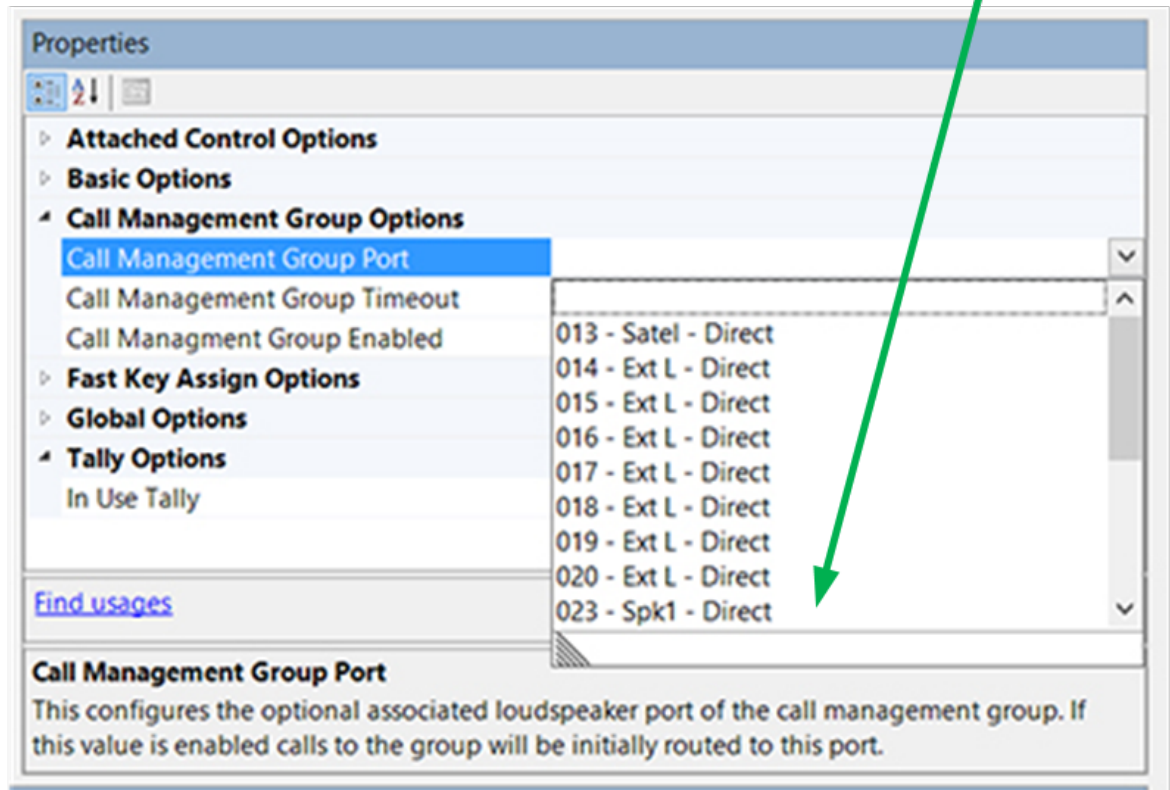 Properties
Attached Control Options
Basic Options
Call Management Group Options
Call Management Group Port
Call Management Group Timeout
Call Managment Group Enabled
Fast Key Assign Options
Global Options
Tally Options
In Use Tally
013 - Satel - Direct
014 - Ext L - Direct
015 - Ext L - Direct
016 - Ext L - Direct
017 - Ext L - Direct
018 - Ext L - Direct
019 - Ext L - Direct
020 - Ext L - Direct
023 - Spk1 - Direct
Find usages
Call Management Group Port
This configures the optional associated loudspeaker port of the call management group. If
this value is enabled calls to the group will be initially routed to this port.